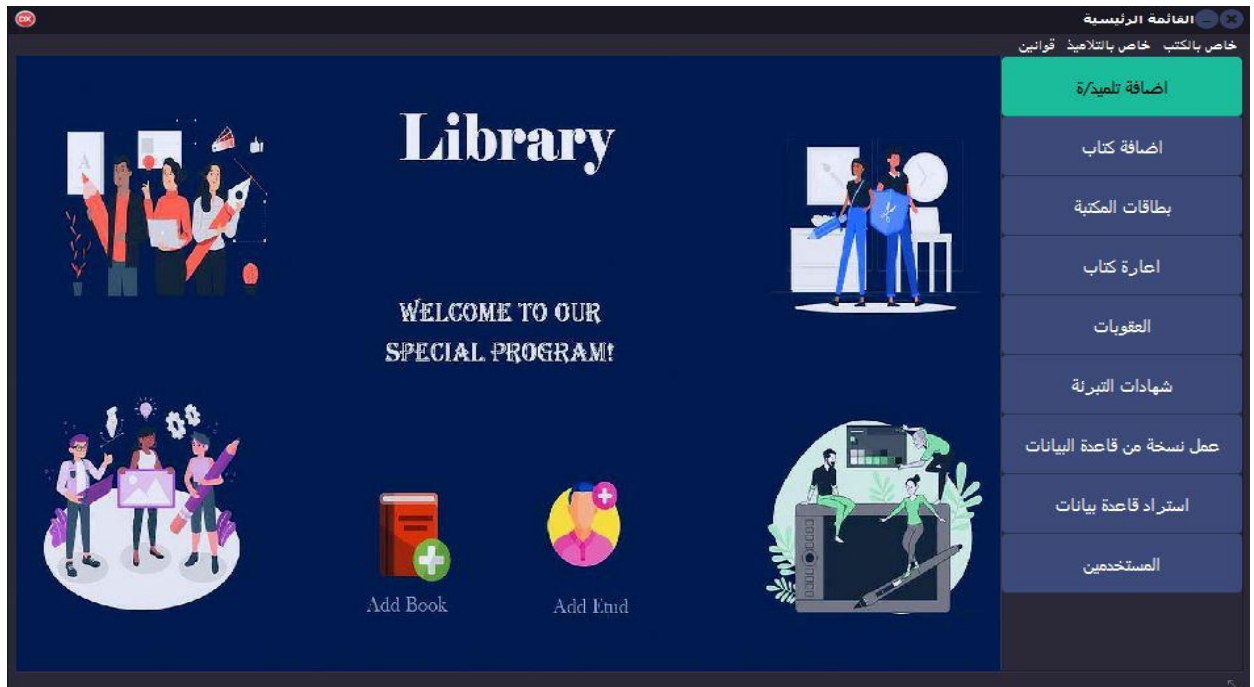 القائمة الرئيسية
خاص بالكتب خاص بالتلاميذ قوانين
اضافة تلميذ/ة
اضافة كتاب
بطاقات المكتبة
اعارة كتاب
العقوبات
شهادات التبرئة
عمل نسخة من قاعدة البيانات
استراد قاعدة بيانات
المستخدمين
Library
WELCOME TO OUR
SPECIAL PROGRAM!
Add Book
Add Etud
DX
A